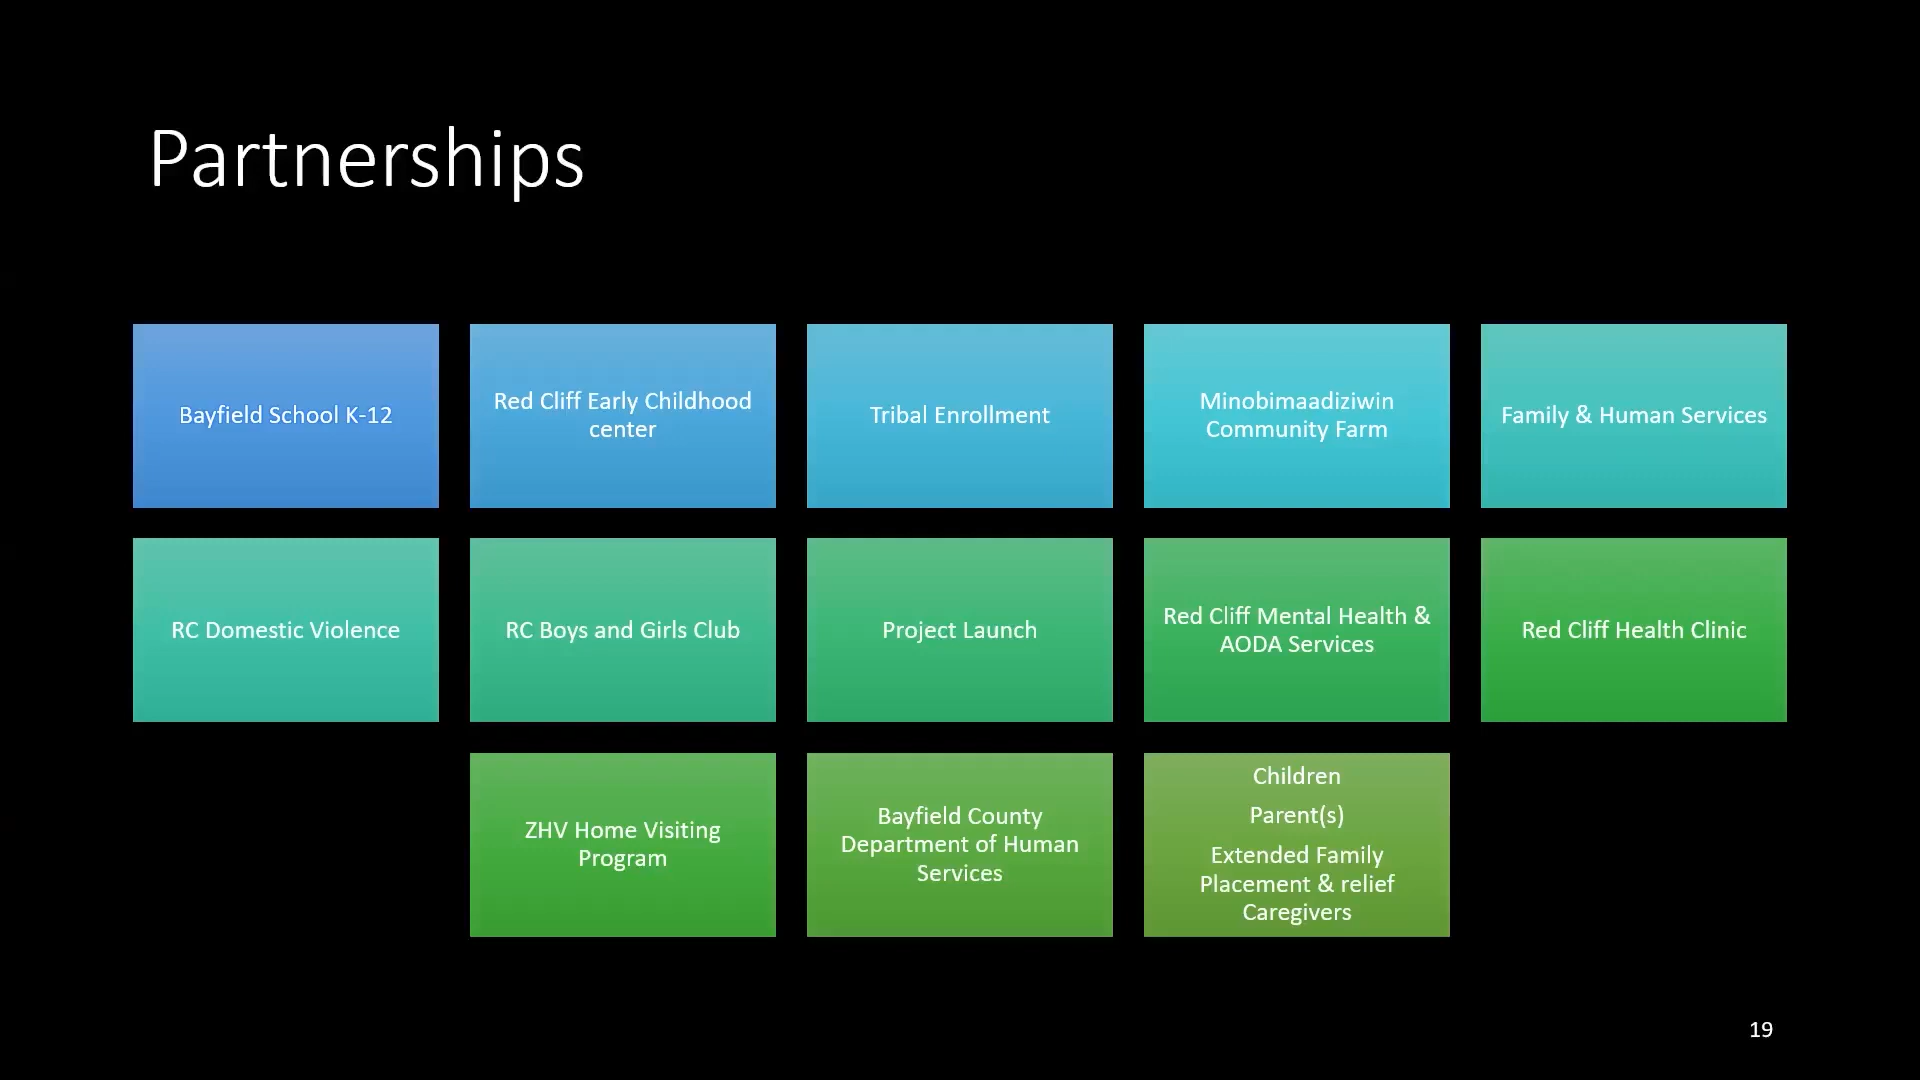 Partnerships
Bayfield School K-12
Red Cliff Early Childhood
center
Tribal Enrollment
Minobimaadiziwin
Community Farm
Family & Human Services
RC Domestic Violence
RC Boys and Girls Club
Project Launch
Red Cliff Mental Health &
AODA Services
Red Cliff Health Clinic
ZHV Home Visiting
Program
Bayfield County
Department of Human
Services
Children
Parent(s)
Extended Family
Placement & relief
Caregivers
19